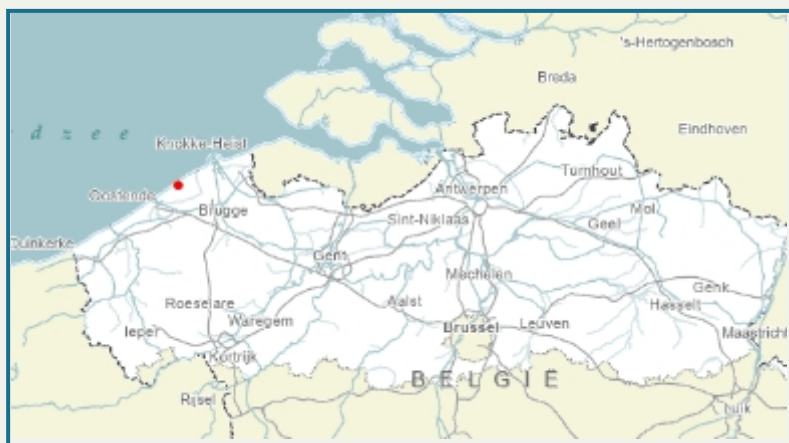 's-Hertogenbosch
Breda
d z e e
Eindhoven
Knokke-Heist
Turnhout
Oostende
Antwerpen
Brugge
Mol
Sint-Niklaas
Geel
Duinkerke
Gent
Mechelen
Genk
Roeselare
Aalst
Hasselt
Waregem
Ieper
Brussel
Leuven
Maastricht
Kortrijk
BELGIË
Rijsel
Luik